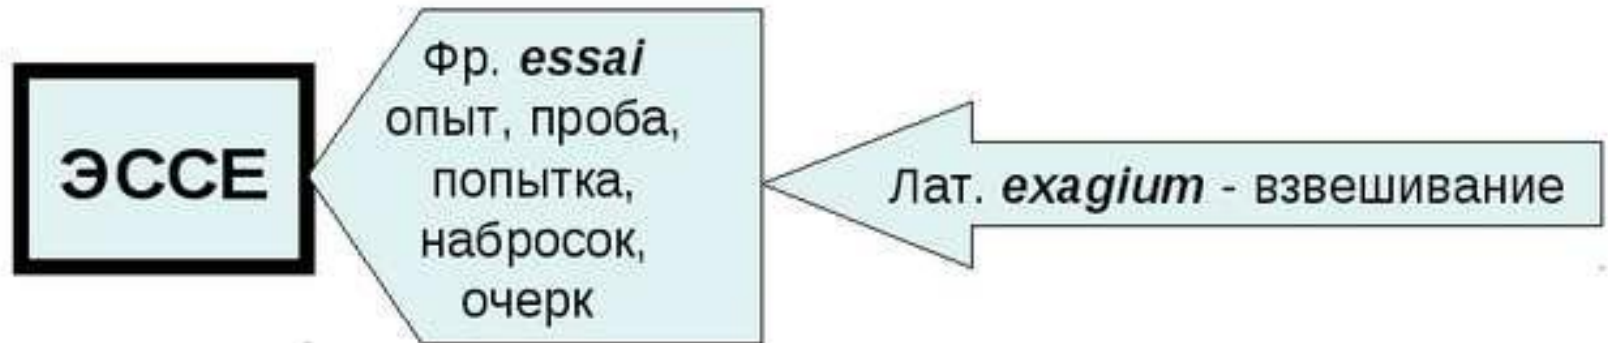 ЭССЕ
Фр. essai
опыт, проба,
попытка,
набросок,
очерк
Лат. exagium - взвешивание